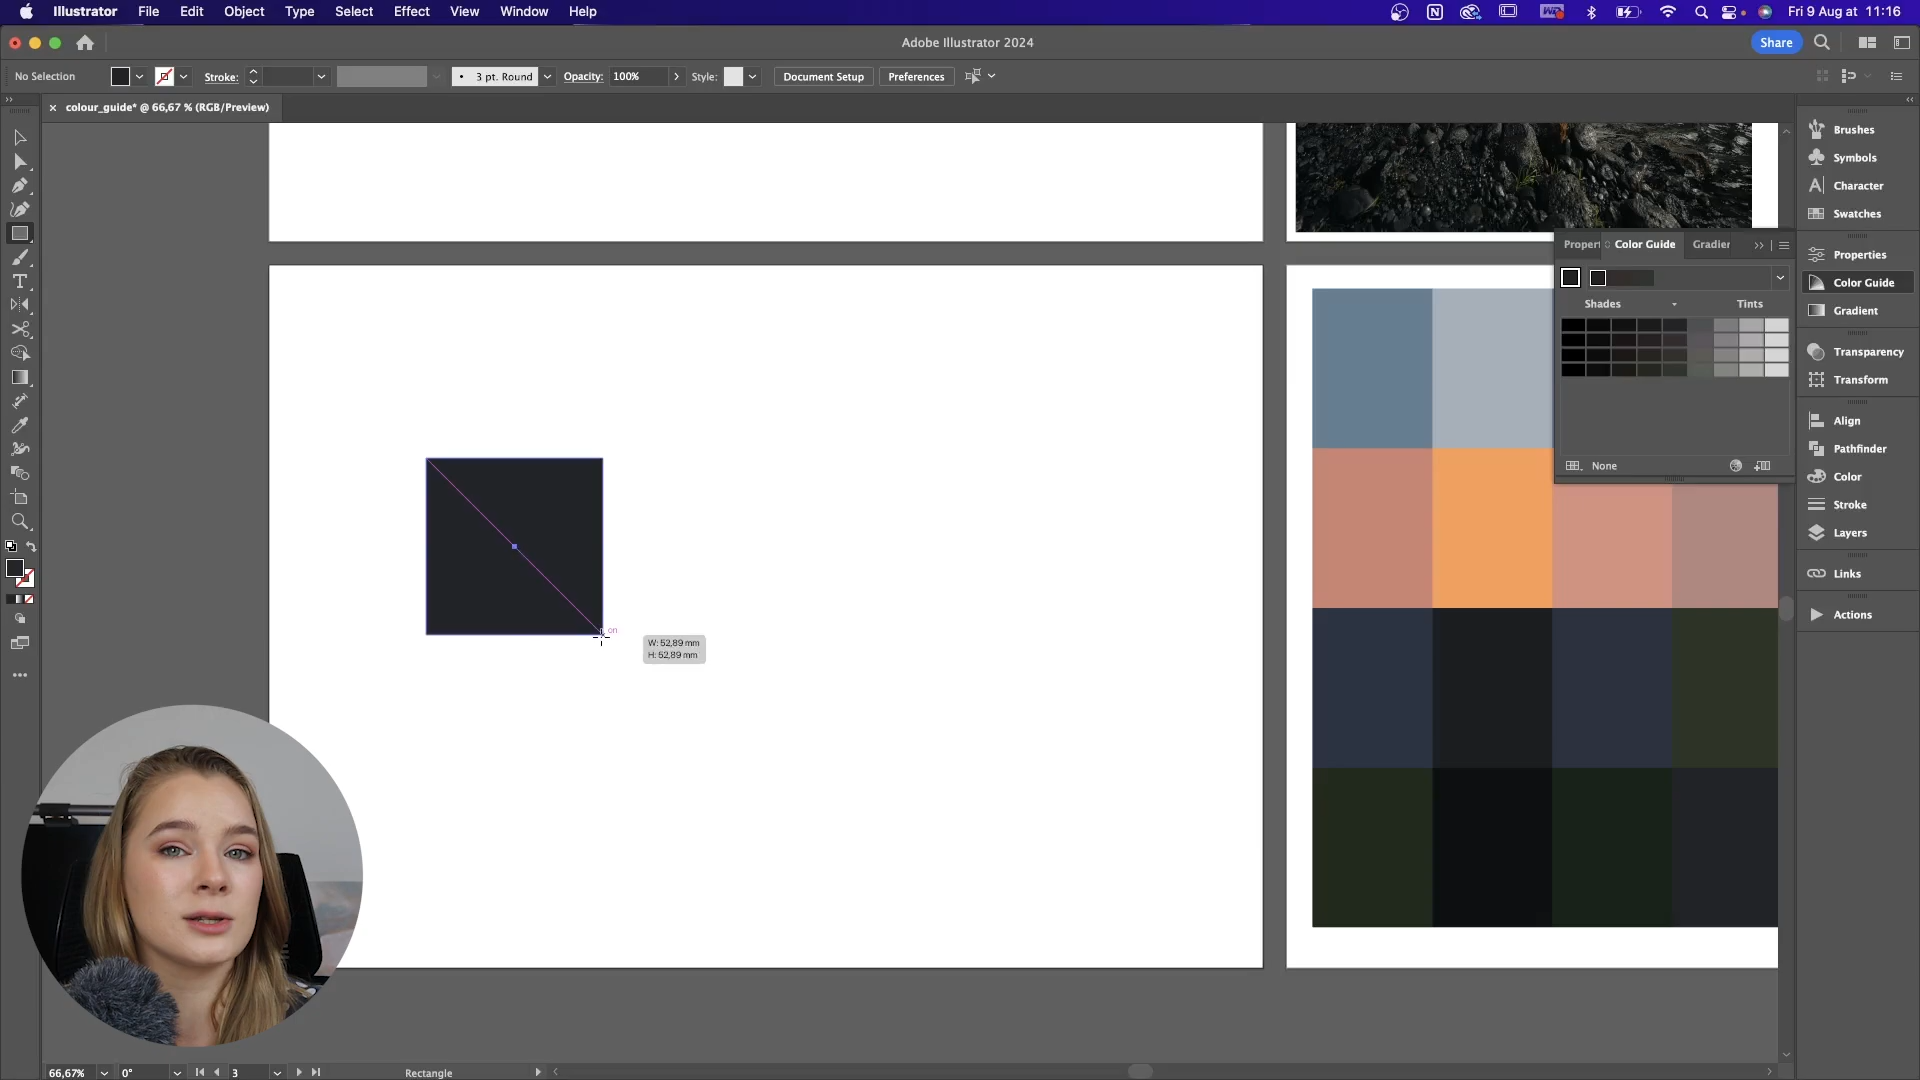 Illustrator File Edit Object Type Select Effect View Window Help
Fri 9 Aug at 11:16
Adobe Illustrator 2024
Share
No Selection
Stroke:
3 pt. Round
Opacity: 100%
Style:
Document Setup
Preferences
colour_guide* @ 66,67 % (RGB/Preview)
Brushes
Symbols
Character
Swatches
Properties
Color Guide
Gradient
Transparency
Transform
Align
Pathfinder
Color
Stroke
Layers
Links
Actions
Propert
Color Guide
Gradier
Shades
Tints
None
on
W: 52,89 mm
H: 52,89 mm
66,67%
0°
3
Rectangle